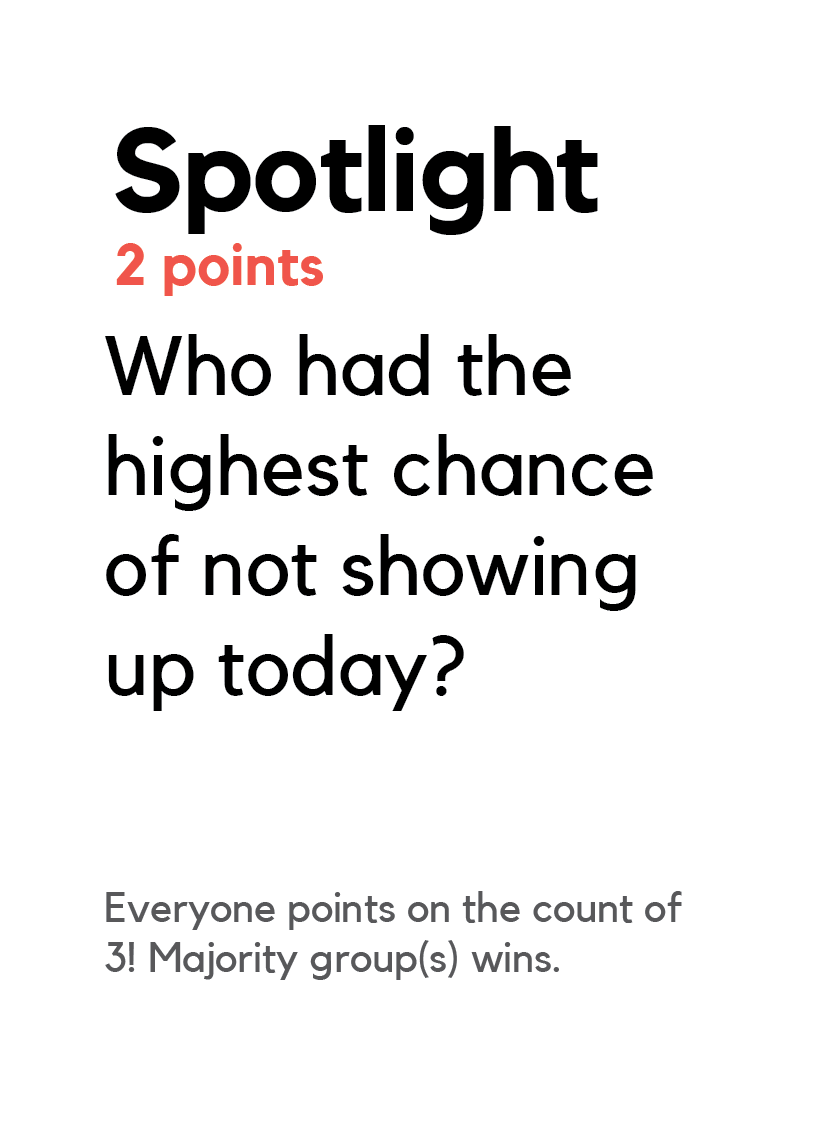 Spotlight
2 points
Who had the
highest chance
of not showing
up today?
Everyone points on the count of
3! Majority group(s) wins.